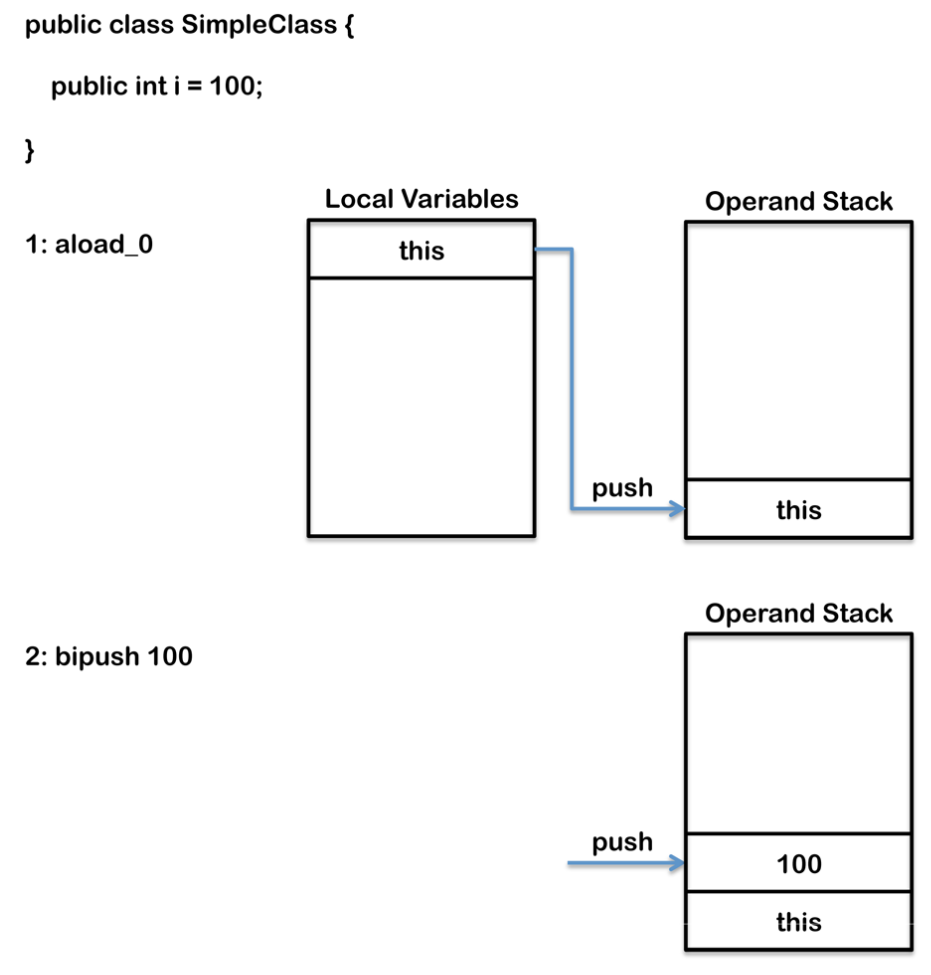 public class SimpleClass {
public int i = 100;
}
Local Variables
Operand Stack
1: aload_0
this
push
this
Operand Stack
2: bipush 100
push
100
this